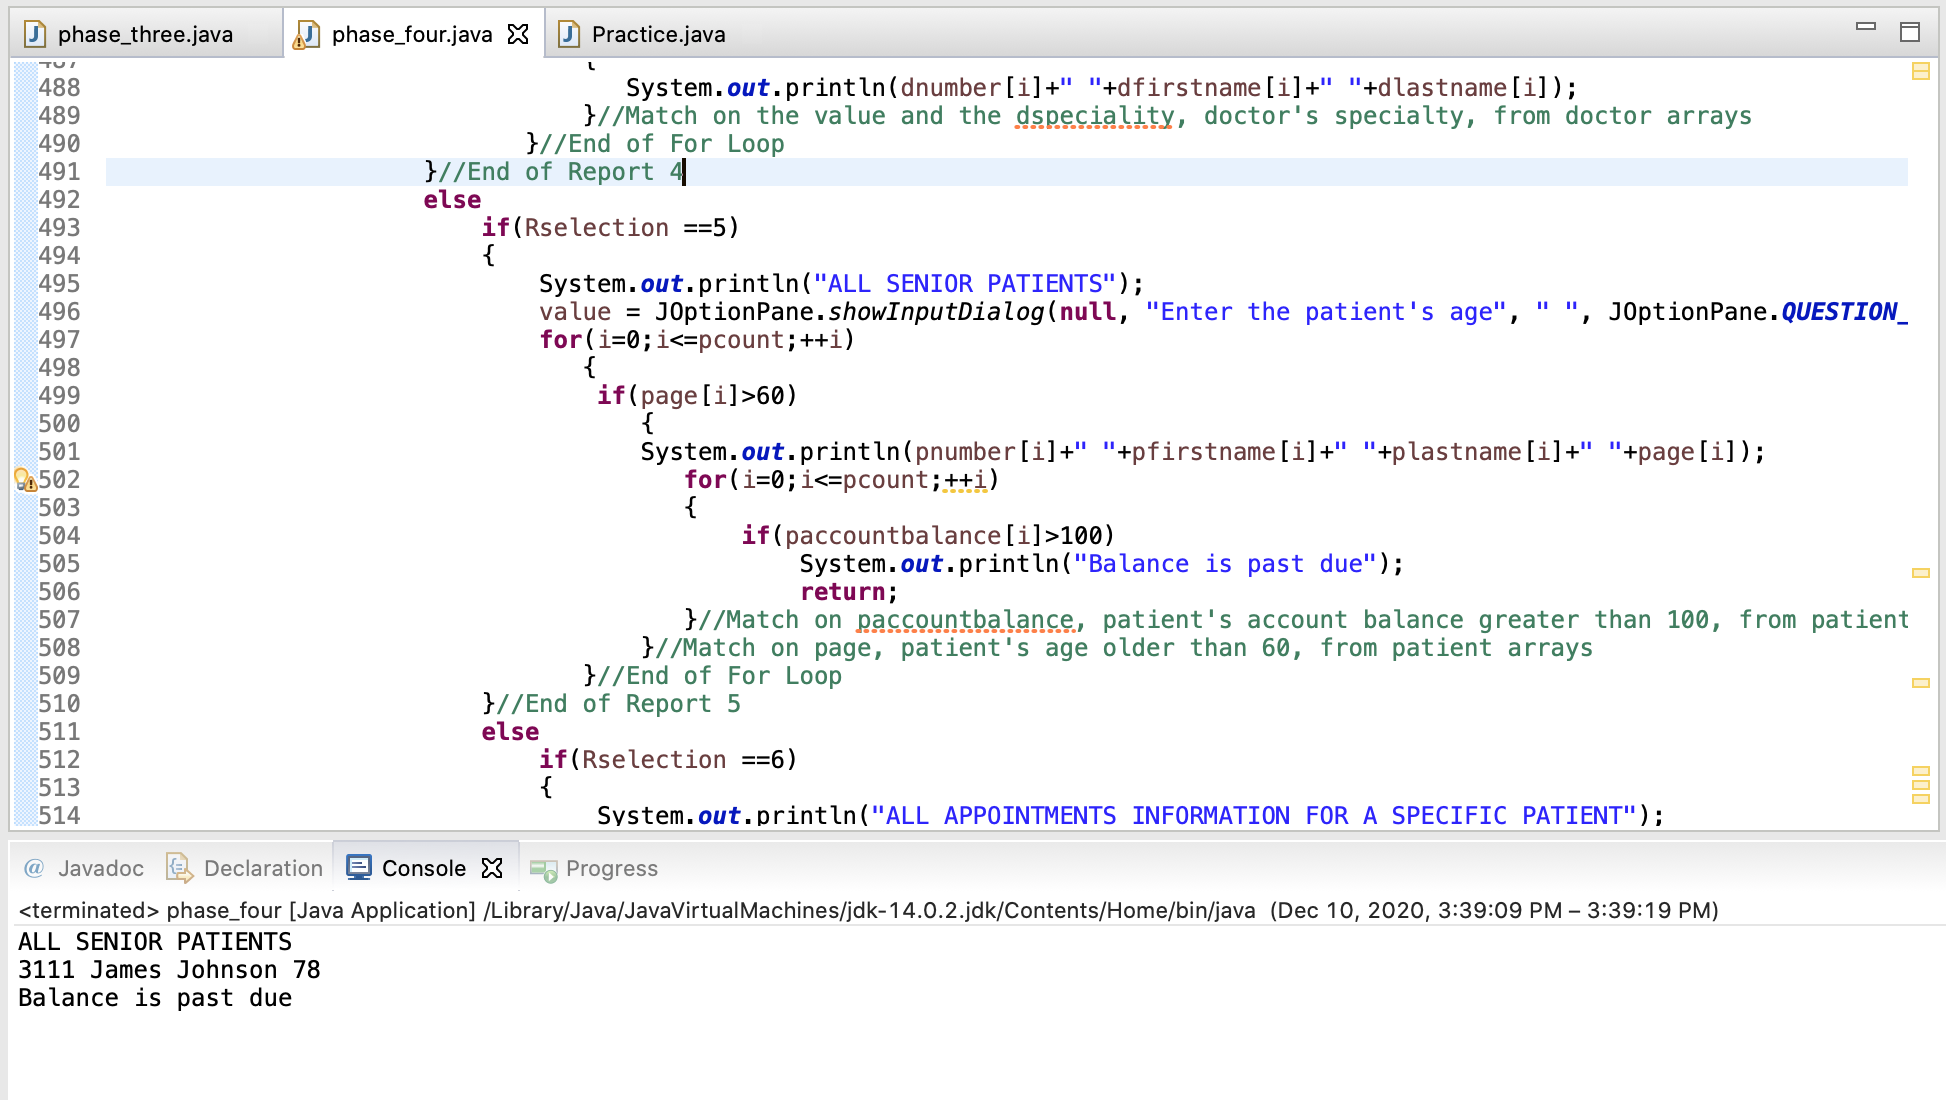 phase_three.java phase_four.java Practice.java
487 {
488 System.out.println(dnumber[i]+" "+dfirstname[i]+" "+dlastname[i]);
489 }//Match on the value and the dspeciality, doctor's specialty, from doctor arrays
490 }//End of For Loop
491 }//End of Report 4
492 else
493 if(Rselection ==5)
494 {
495 System.out.println("ALL SENIOR PATIENTS");
496 value = JOptionPane.showInputDialog(null, "Enter the patient's age", " ", JOptionPane.QUESTION_
497 for(i=0;i<=pcount;++i)
498 {
499 if(page[i]>60)
500 {
501 System.out.println(pnumber[i]+" "+pfirstname[i]+" "+plastname[i]+" "+page[i]);
502 for(i=0;i<=pcount;++i)
503 {
504 if(paccountbalance[i]>100)
505 System.out.println("Balance is past due");
506 return;
507 }//Match on paccountbalance, patient's account balance greater than 100, from patient
508 }//Match on page, patient's age older than 60, from patient arrays
509 }//End of For Loop
510 }//End of Report 5
511 else
512 if(Rselection ==6)
513 {
514 System.out.println("ALL APPOINTMENTS INFORMATION FOR A SPECIFIC PATIENT");
@ Javadoc Declaration Console Progress
<terminated> phase_four [Java Application] /Library/Java/JavaVirtualMachines/jdk-14.0.2.jdk/Contents/Home/bin/java (Dec 10, 2020, 3:39:09 PM – 3:39:19 PM)
ALL SENIOR PATIENTS
3111 James Johnson 78
Balance is past due